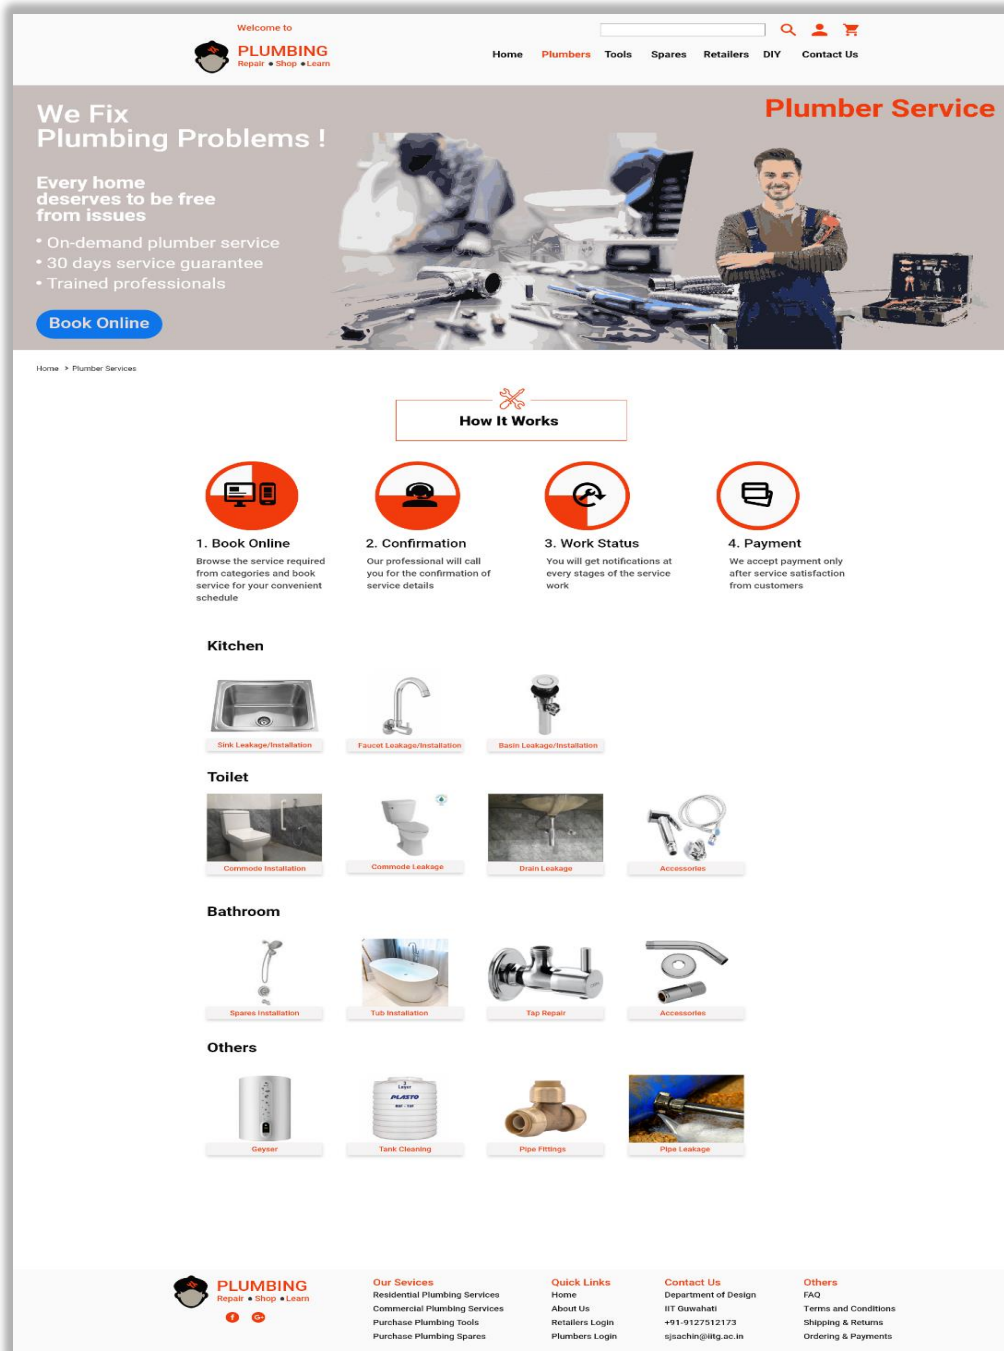 Welcome to
PLUMBING
Repair • Shop • Learn
Home Plumbers Tools Spares Retailers DIY Contact Us
We Fix
Plumbing Problems !
Plumber Service
Every home
deserves to be free
from issues
• On-demand plumber service
• 30 days service guarantee
• Trained professionals
Book Online
Home > Plumber Services
How It Works
1. Book Online
Browse the service required
from categories and book
service for your convenient
schedule
2. Confirmation
Our professional will call
you for the confirmation of
service details
3. Work Status
You will get notifications at
every stages of the service
work
4. Payment
We accept payment only
after service satisfaction
from customers
Kitchen
Sink Leakage/Installation
Faucet Leakage/Installation
Basin Leakage/Installation
Toilet
Commode Installation
Commode Leakage
Drain Leakage
Accessories
Bathroom
Spares Installation
Tub Installation
Tap Repair
Accessories
Others
Layer
PLASTO
Geyser
Tank Cleaning
Pipe Fittings
Pipe Leakage
PLUMBING
Repair • Shop • Learn
f G+
Our Sevices
Residential Plumbing Services
Commercial Plumbing Services
Purchase Plumbing Tools
Purchase Plumbing Spares
Quick Links
Home
About Us
Retailers Login
Plumbers Login
Contact Us
Department of Design
IIT Guwahati
+91-9127512173
sjsachin@iitg.ac.in
Others
FAQ
Terms and Conditions
Shipping & Returns
Ordering & Payments